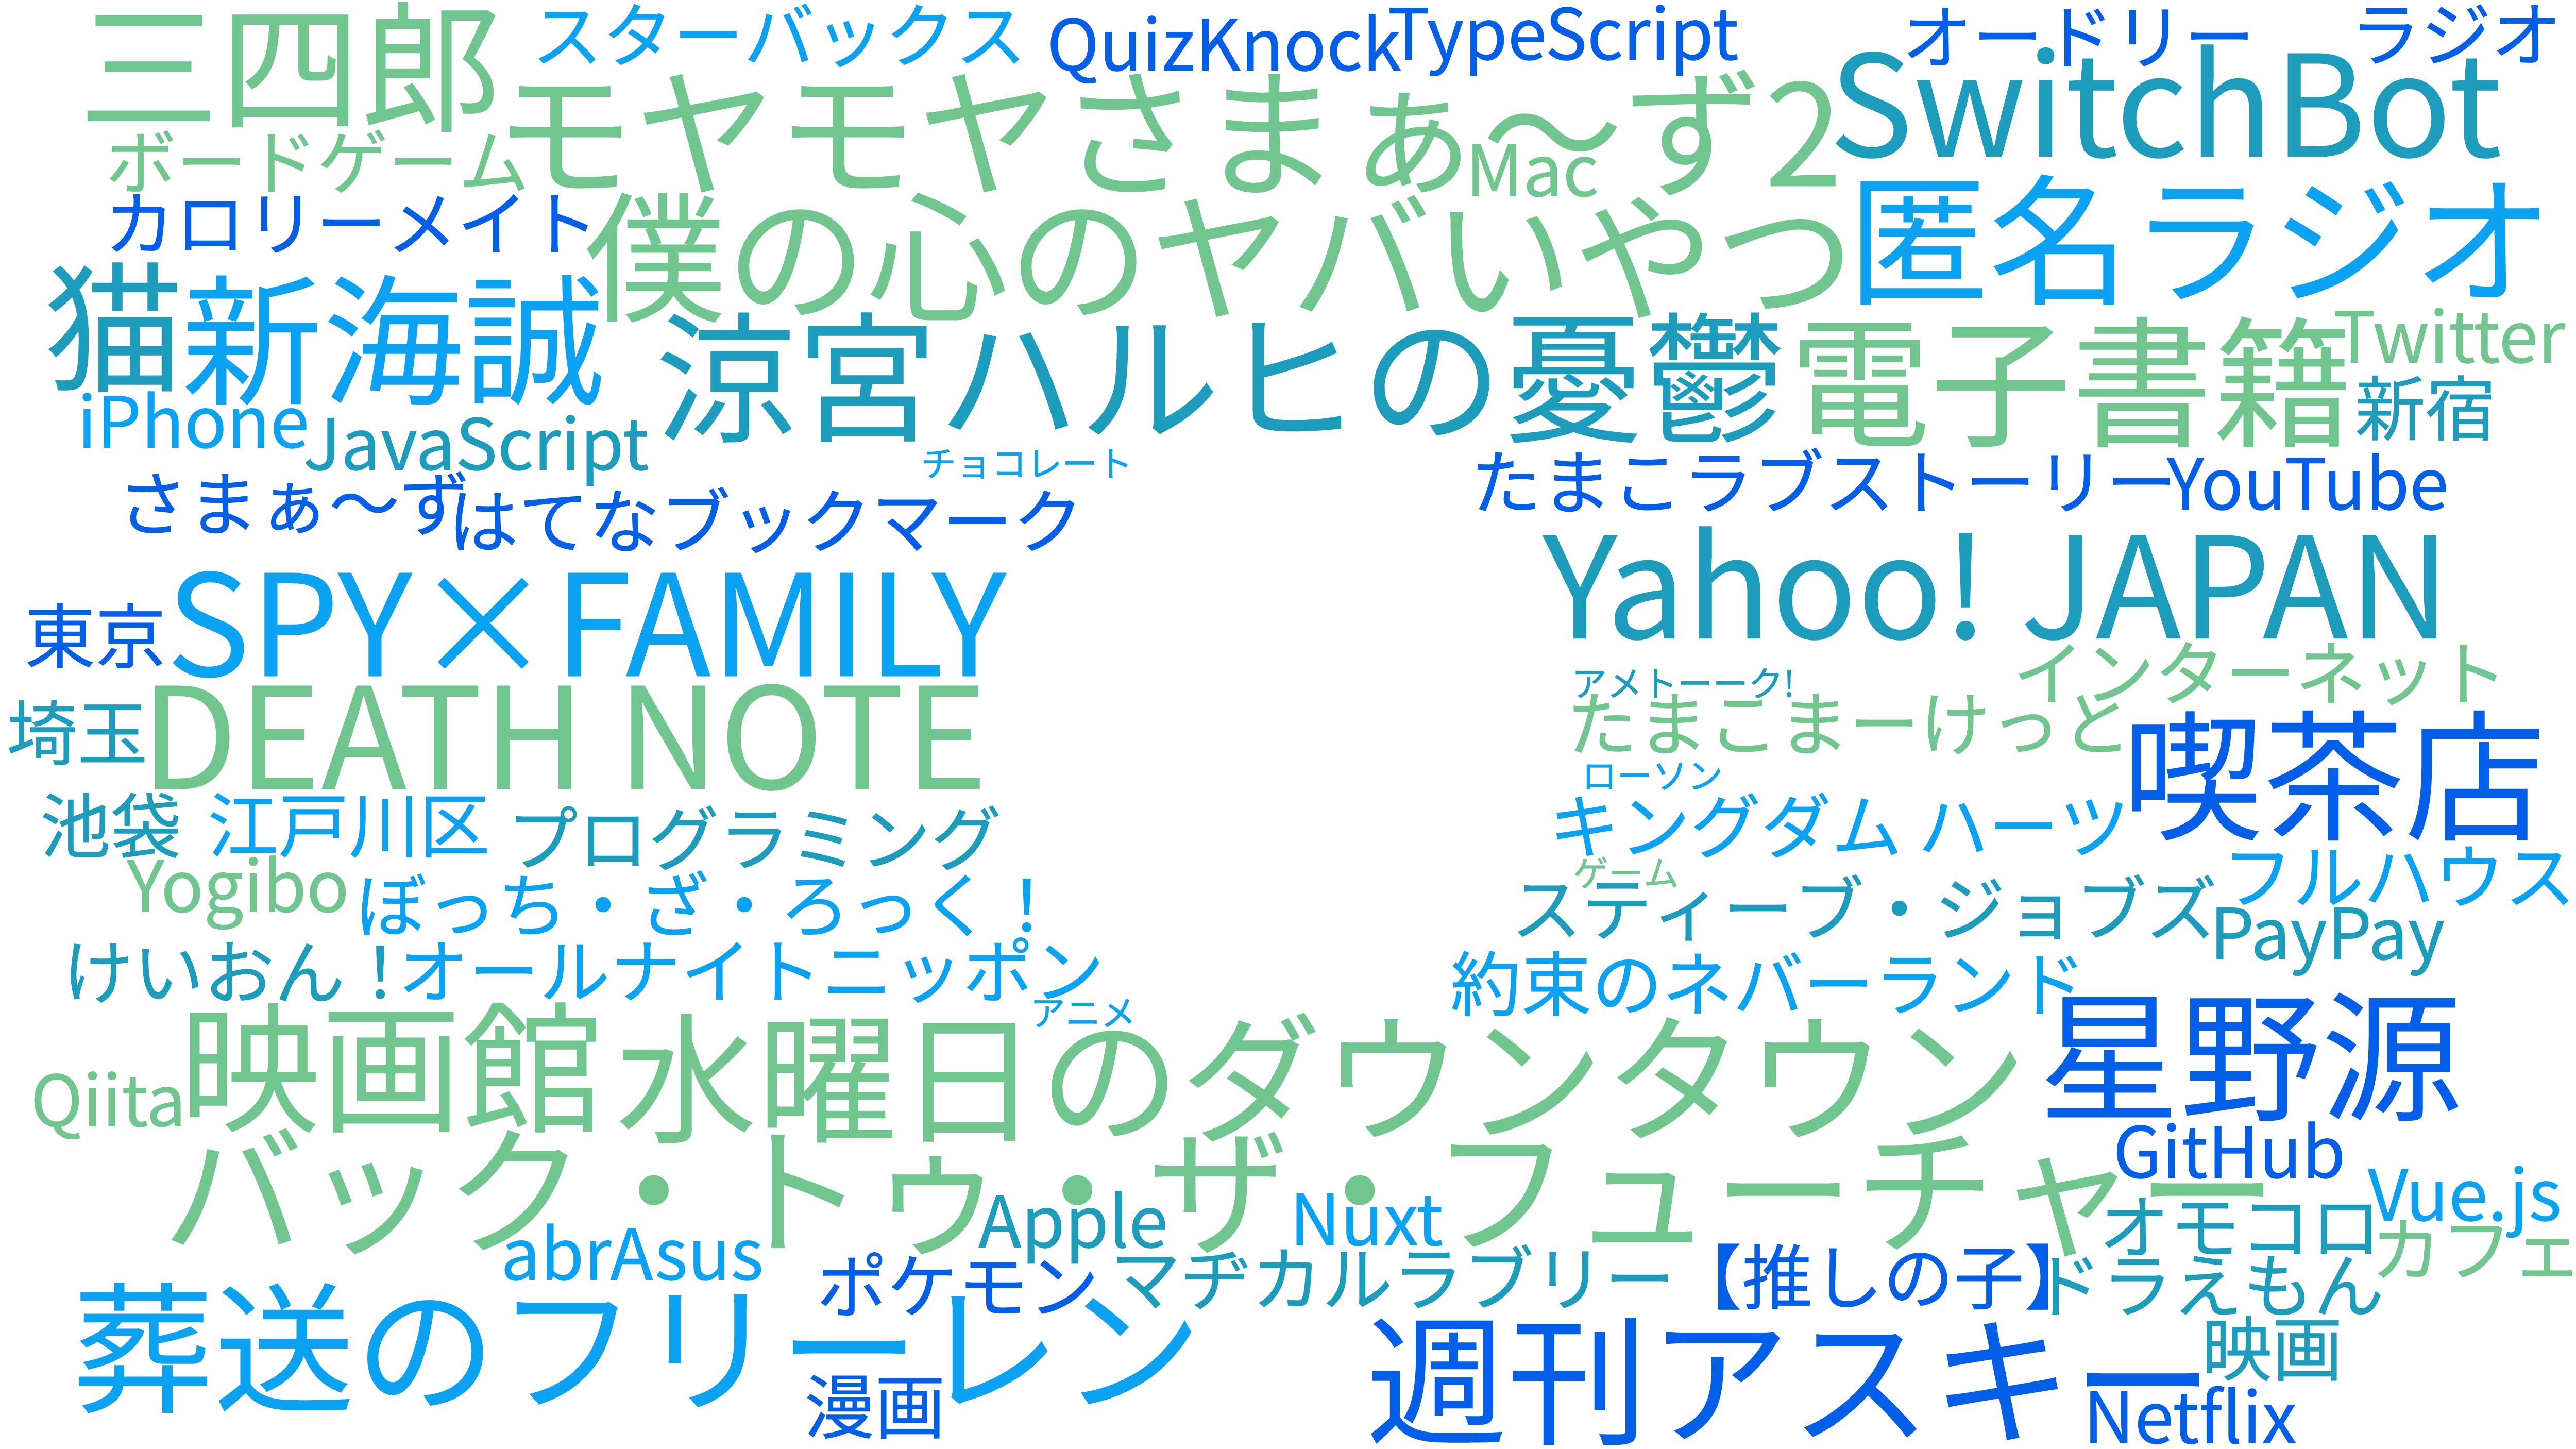 三四郎
スターバックス
QuizKnock
TypeScript
オードリー
ラジオ
モヤモヤさまぁ〜ず2
SwitchBot
ボードゲーム
Mac
カロリーメイト
僕の心のヤバいやつ
匿名ラジオ
猫
新海誠
涼宮ハルヒの憂鬱
電子書籍
Twitter
iPhone
JavaScript
新宿
チョコレート
さまぁ〜ず
はてなブックマーク
たまこラブストーリー
YouTube
東京
SPY×FAMILY
Yahoo! JAPAN
インターネット
アメトーーク!
埼玉
DEATH NOTE
たまこまーけっと
喫茶店
ローソン
池袋
江戸川区
プログラミング
キングダム ハーツ
Yogibo
ぼっち・ざ・ろっく！
ゲーム
スティーブ・ジョブズ
フルハウス
PayPay
けいおん！
オールナイトニッポン
約束のネバーランド
アニメ
Qiita
映画館
水曜日のダウンタウン
星野源
バック・トゥ・ザ・フューチャー
GitHub
Vue.js
abrAsus
Apple
Nuxt
オモコロ
カフェ
ポケモン
マヂカルラブリー
【推しの子】
ドラえもん
葬送のフリーレン
週刊アスキー
映画
漫画
Netflix